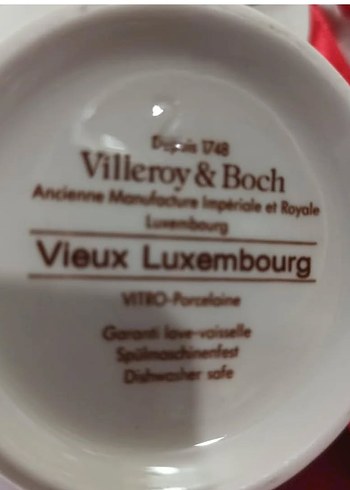 Depuis 1748
Villeroy & Boch
Ancienne Manufacture Impériale et Royale
Luxembourg
Vieux Luxembourg
VITRO-Porcelaine
Garanti lave-vaisselle
Spülmaschinenfest
Dishwasher safe